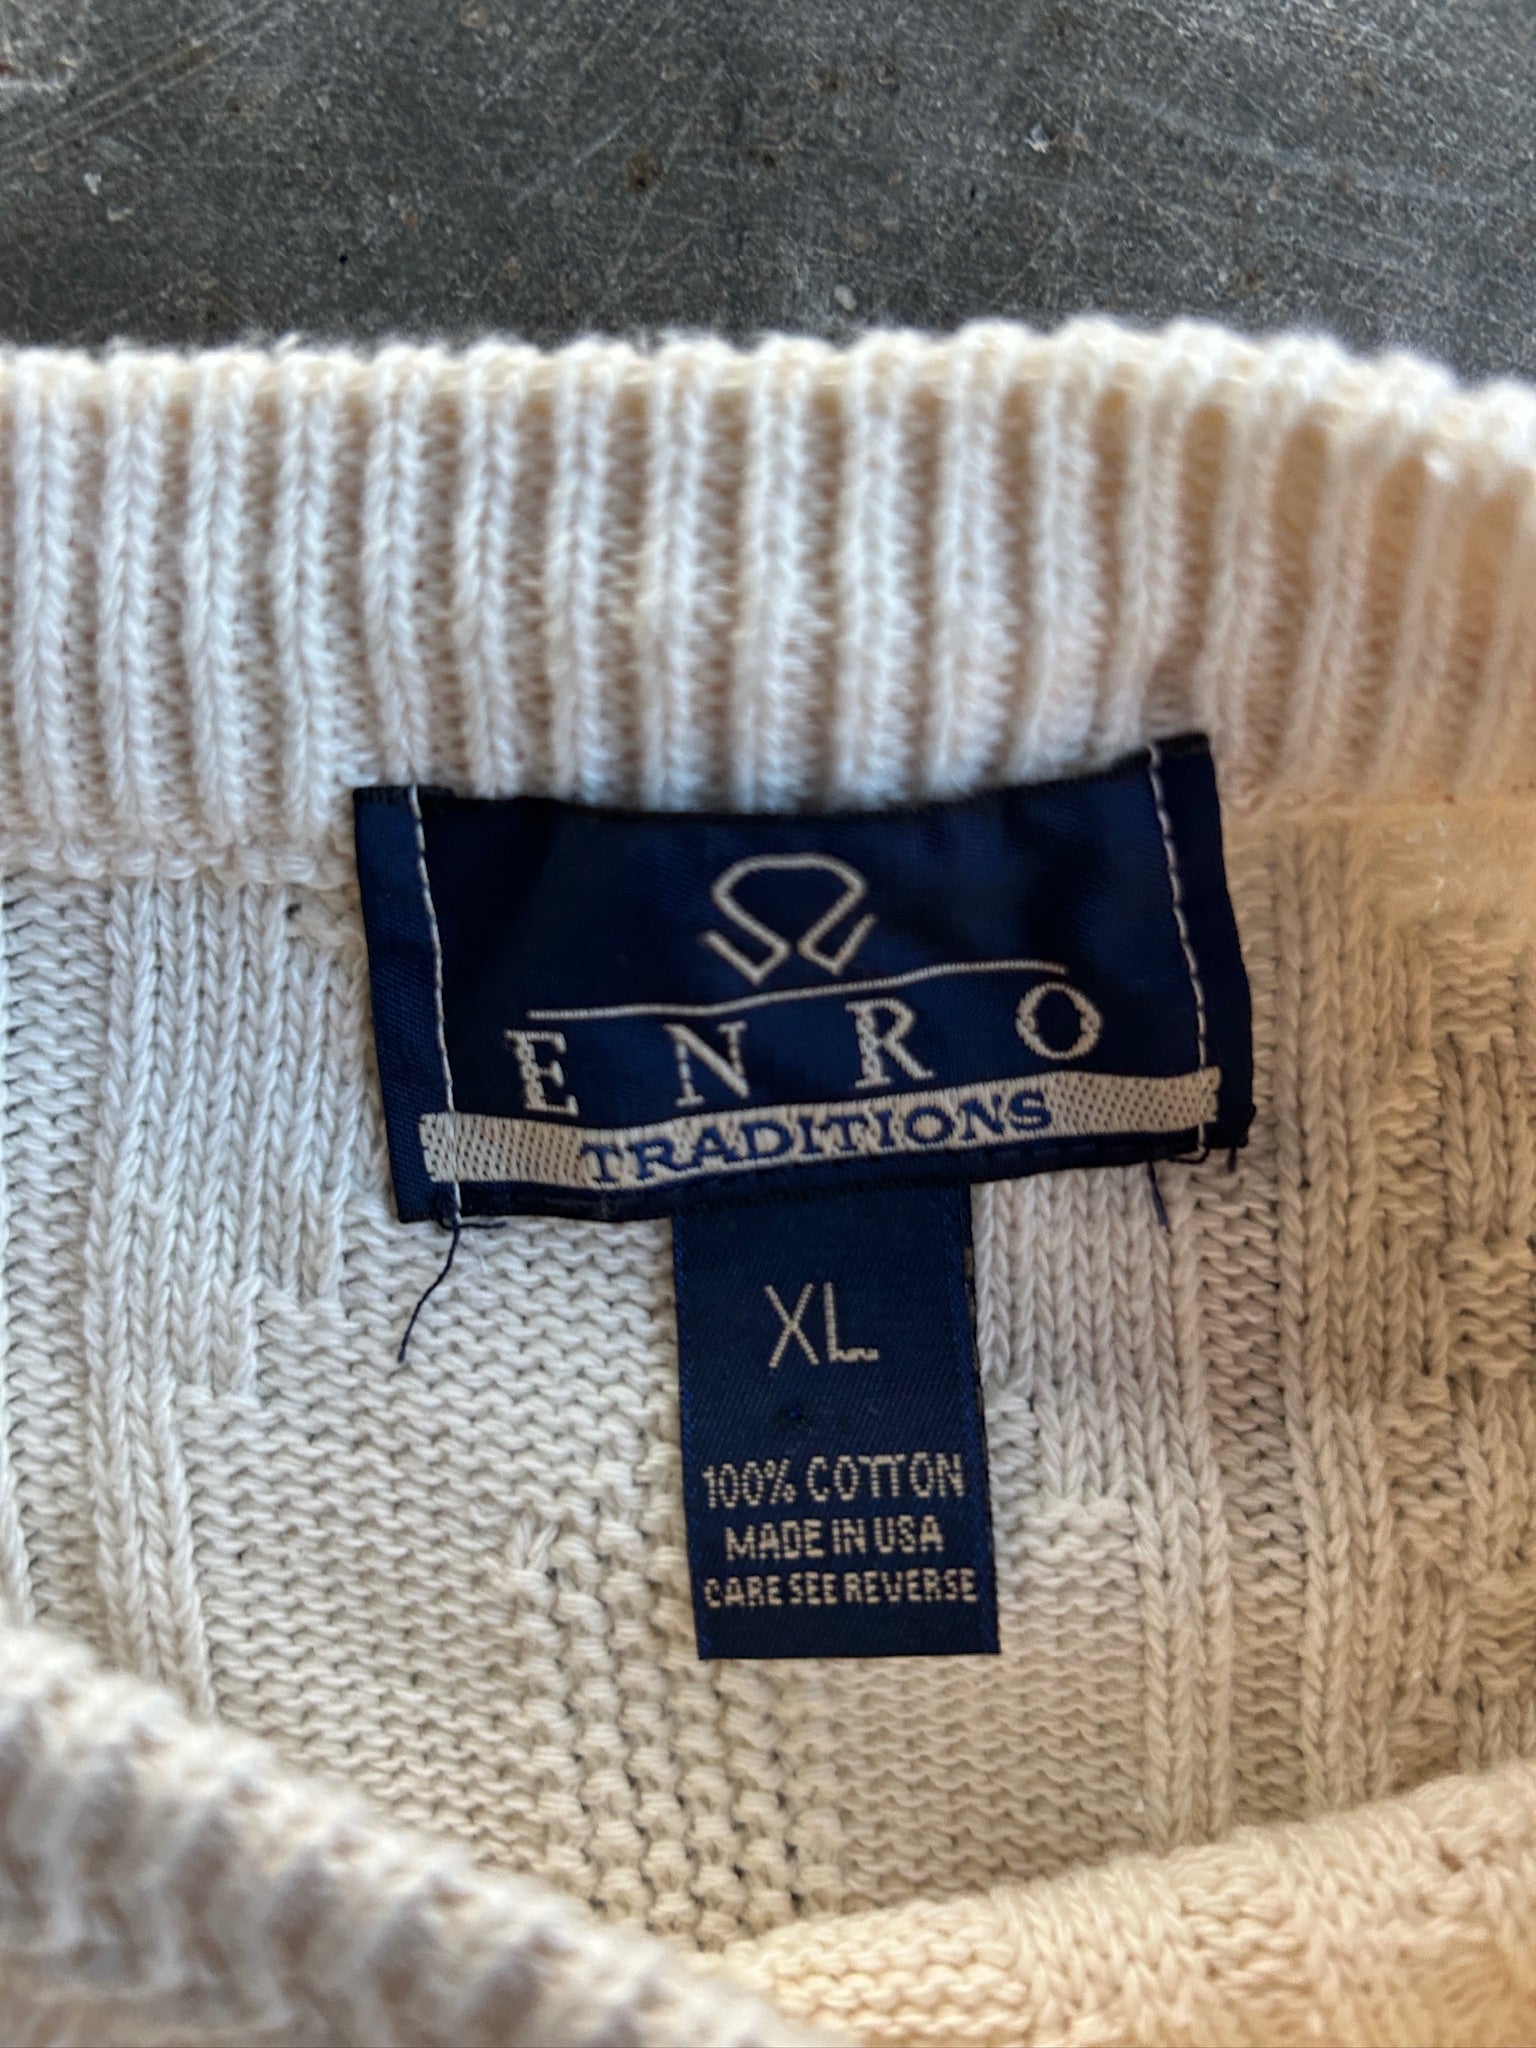 ENRO
TRADITIONS
XL
100% COTTON
MADE IN USA
CARE SEE REVERSE